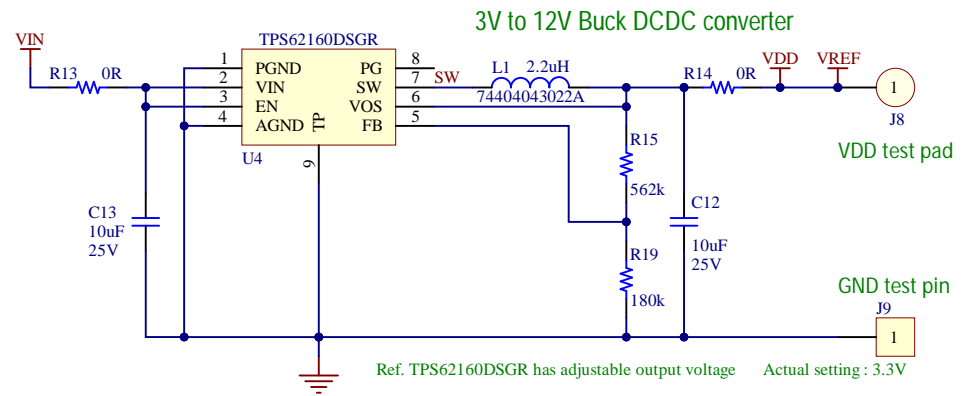 3V to 12V Buck DCDC converter
VIN
TPS62160DSGR
R13 0R
1 PGND PG 8
2 VIN SW 7 SW
3 EN VOS 6
4 AGND TP FB 5
9
U4
L1 2.2uH
74404043022A
R14 0R
VDD
VREF
1
J8
VDD test pad
R15
562k
C13
10uF
25V
C12
10uF
25V
R19
180k
GND test pin
J9
1
Ref. TPS62160DSGR has adjustable output voltage Actual setting : 3.3V